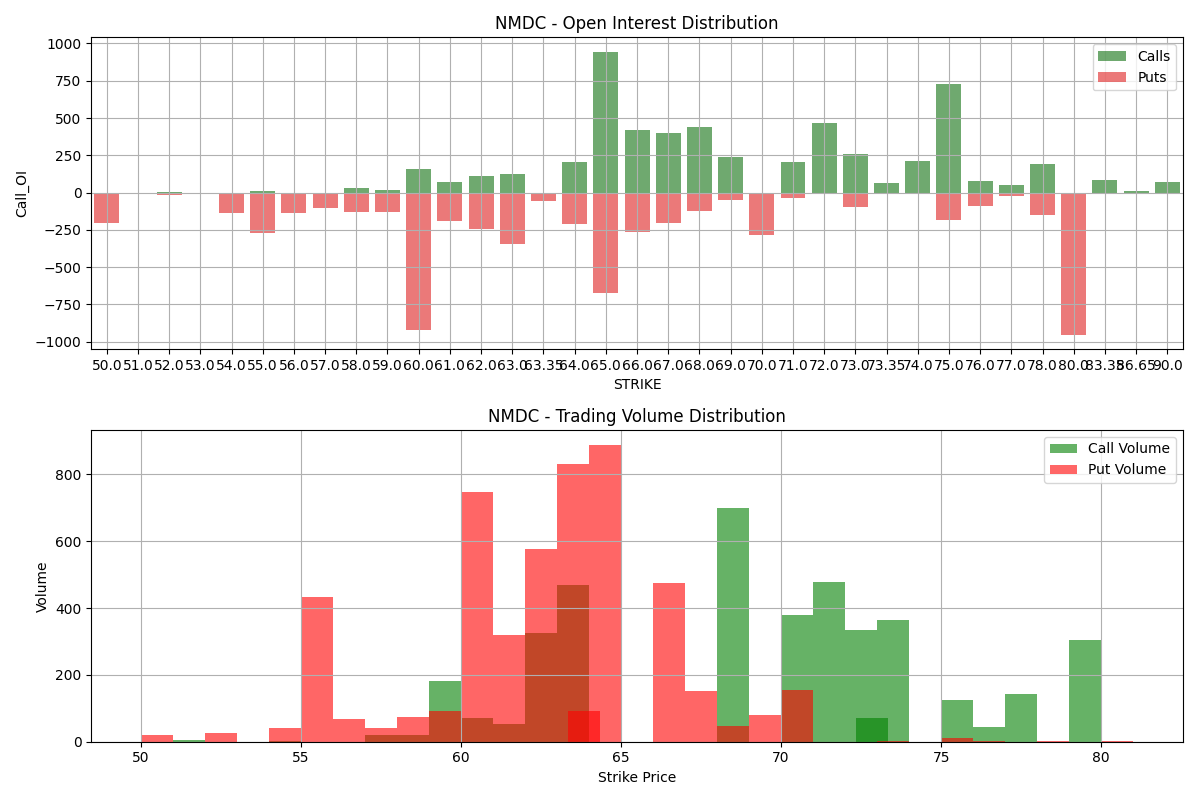 NMDC - Open Interest Distribution
1000
750
500
250
0
−250
−500
−750
−1000
Call_OI
Calls
Puts
50.0 51.0 52.0 53.0 54.0 55.0 56.0 57.0 58.0 59.0 60.0 61.0 62.0 63.0 63.35 64.0 65.0 66.0 67.0 68.0 69.0 70.0 71.0 72.0 73.0 73.35 74.0 75.0 76.0 77.0 78.0 80.0 83.35 86.65 90.0
STRIKE
NMDC - Trading Volume Distribution
800
600
400
200
0
Volume
Call Volume
Put Volume
50 55 60 65 70 75 80
Strike Price